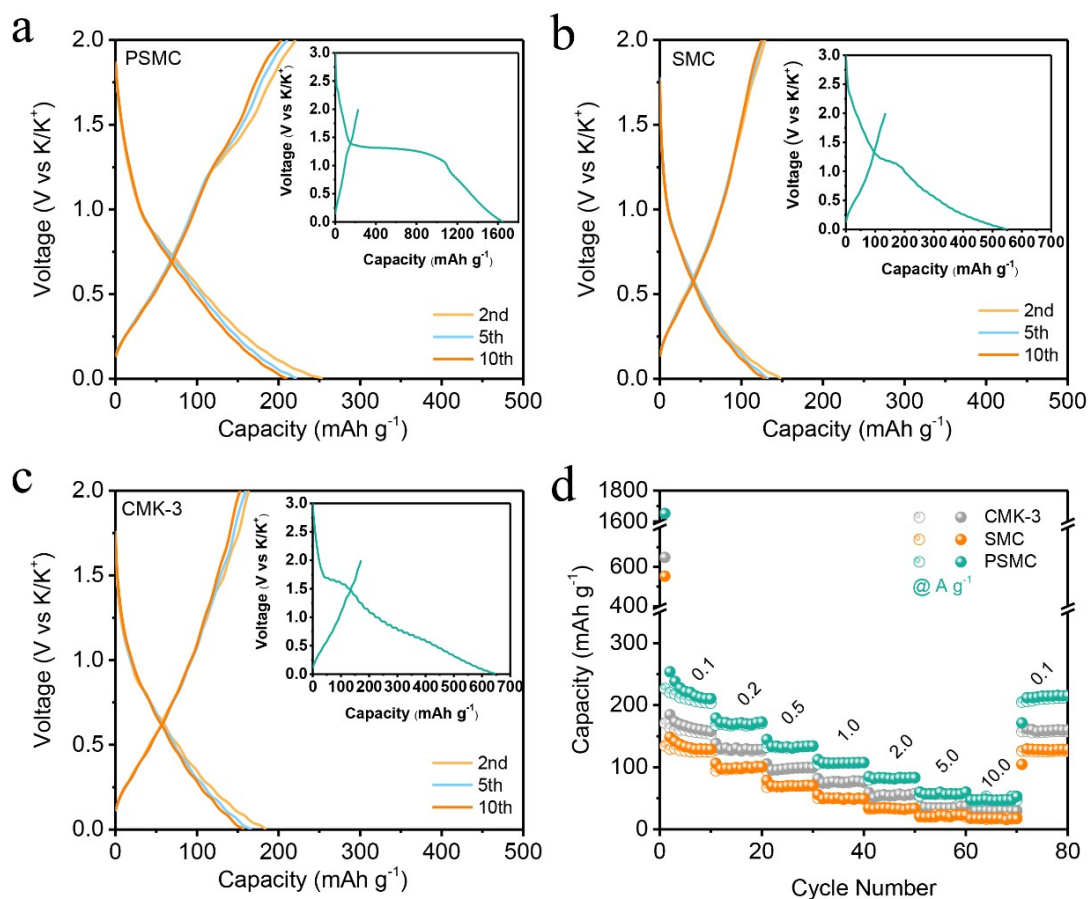 a
PSMC
Voltage (V vs K/K⁺)
2.0
1.5
1.0
0.5
0.0
0 100 200 300 400 500
Capacity (mAh g⁻¹)
2nd
5th
10th
Voltage (V vs K/K⁺)
3.0
2.5
2.0
1.5
1.0
0.5
0.0
0 400 800 1200 1600
Capacity (mAh g⁻¹)
b
SMC
Voltage (V vs K/K⁺)
2.0
1.5
1.0
0.5
0.0
0 100 200 300 400 500
Capacity (mAh g⁻¹)
2nd
5th
10th
Voltage (V vs K/K⁺)
3.0
2.5
2.0
1.5
1.0
0.5
0.0
0 100 200 300 400 500 600 700
Capacity (mAh g⁻¹)
c
CMK-3
Voltage (V vs K/K⁺)
2.0
1.5
1.0
0.5
0.0
0 100 200 300 400 500
Capacity (mAh g⁻¹)
2nd
5th
10th
Voltage (V vs K/K⁺)
3.0
2.5
2.0
1.5
1.0
0.5
0.0
0 100 200 300 400 500 600 700
Capacity (mAh g⁻¹)
d
Capacity (mAh g⁻¹)
1800
1600
600
400
300
200
100
0
CMK-3
SMC
PSMC
@ A g⁻¹
0.1
0.2
0.5
1.0
2.0
5.0
10.0
0.1
0 20 40 60 80
Cycle Number